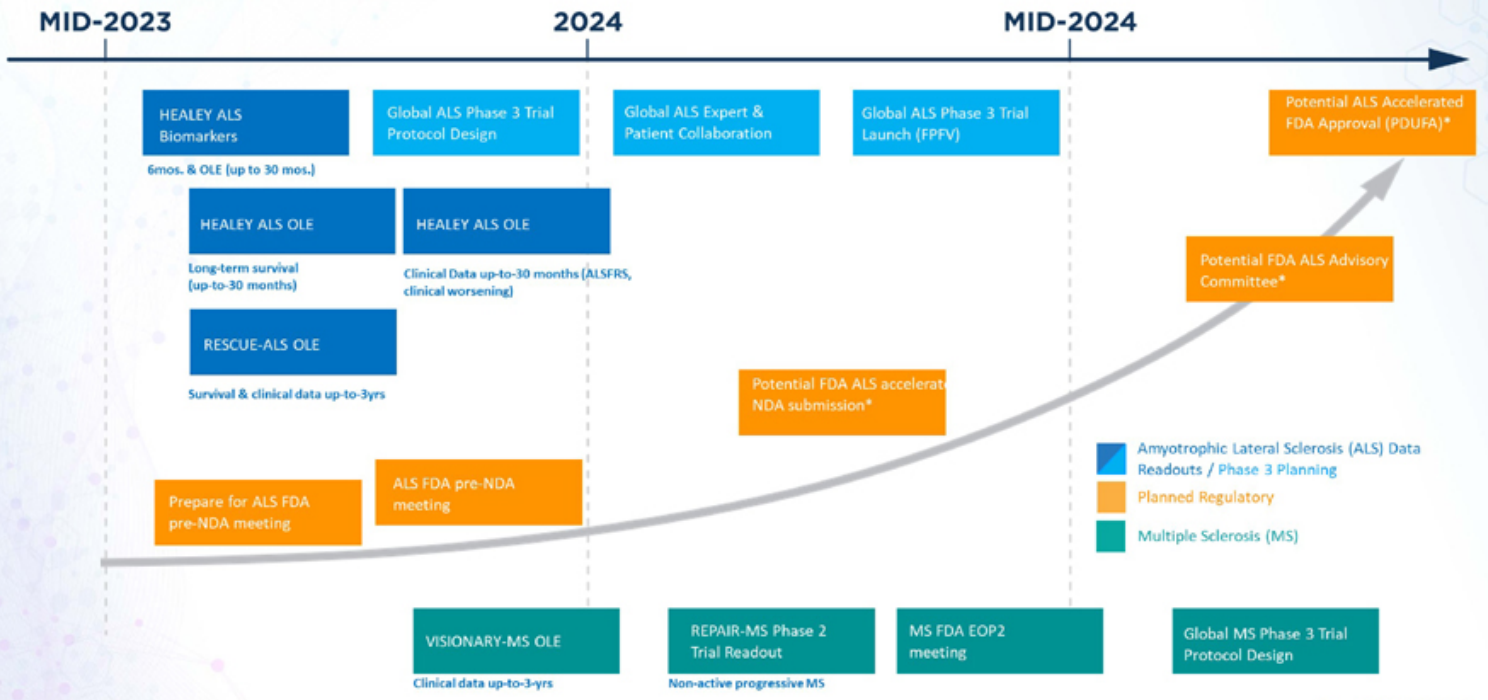 MID-2023
2024
MID-2024
HEALEY ALS
Biomarkers
6mos. & OLE (up to 30 mos.)
Global ALS Phase 3 Trial
Protocol Design
Global ALS Expert &
Patient Collaboration
Global ALS Phase 3 Trial
Launch (FPFV)
Potential ALS Accelerated
FDA Approval (PDUFA)*
HEALEY ALS OLE
Long-term survival
(up-to-30 months)
HEALEY ALS OLE
Clinical Data up-to-30 months (ALSFRS,
clinical worsening)
Potential FDA ALS Advisory
Committee*
RESCUE-ALS OLE
Survival & clinical data up-to-3yrs
Potential FDA ALS accelerate
NDA submission*
Prepare for ALS FDA
pre-NDA meeting
ALS FDA pre-NDA
meeting
Amyotrophic Lateral Sclerosis (ALS) Data
Readouts / Phase 3 Planning
Planned Regulatory
Multiple Sclerosis (MS)
VISIONARY-MS OLE
Clinical data up-to-3-yrs
REPAIR-MS Phase 2
Trial Readout
Non-active progressive MS
MS FDA EOP2
meeting
Global MS Phase 3 Trial
Protocol Design